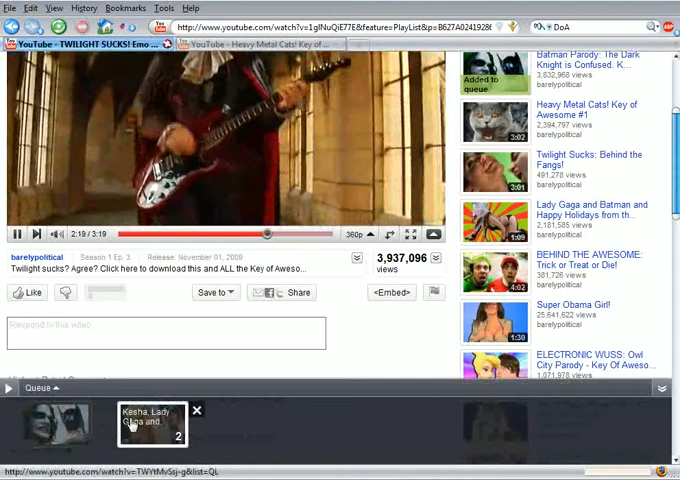 File Edit View History Bookmarks Tools Help
http://www.youtube.com/watch?v=1glNuQiE77E&feature=PlayList&p=B627A02419286
DoA
YouTube - TWILIGHT SUCKS! Emo ...
YouTube - Heavy Metal Cats! Key of ...
Batman Parody: The Dark
Knight is Confused. K...
3,832,968 views
barelypolitical
Added to
queue
Heavy Metal Cats! Key of
Awesome #1
2,394,797 views
barelypolitical
3:02
Twilight Sucks: Behind the
Fangs!
491,278 views
barelypolitical
3:01
Lady Gaga and Batman and
Happy Holidays from th...
2,181,585 views
barelypolitical
1:09
BEHIND THE AWESOME:
Trick or Treat or Die!
381,726 views
barelypolitical
4:02
Super Obama Girl!
25,641,622 views
barelypolitical
1:30
ELECTRONIC WUSS: Owl
City Parody - Key Of Aweso...
1,071,978 views
2:19 / 3:19
360p
barelypolitical Season 1 Ep. 3 Release: November 01, 2009
Twilight sucks? Agree? Click here to download this and ALL the Key of Aweso...
3,937,096
views
Like
Save to
Share
<Embed>
Respond to this video...
Queue
Kesha, Lady
Gaga and
2
http://www.youtube.com/watch?v=TWYtMvSsj-g&list=QL